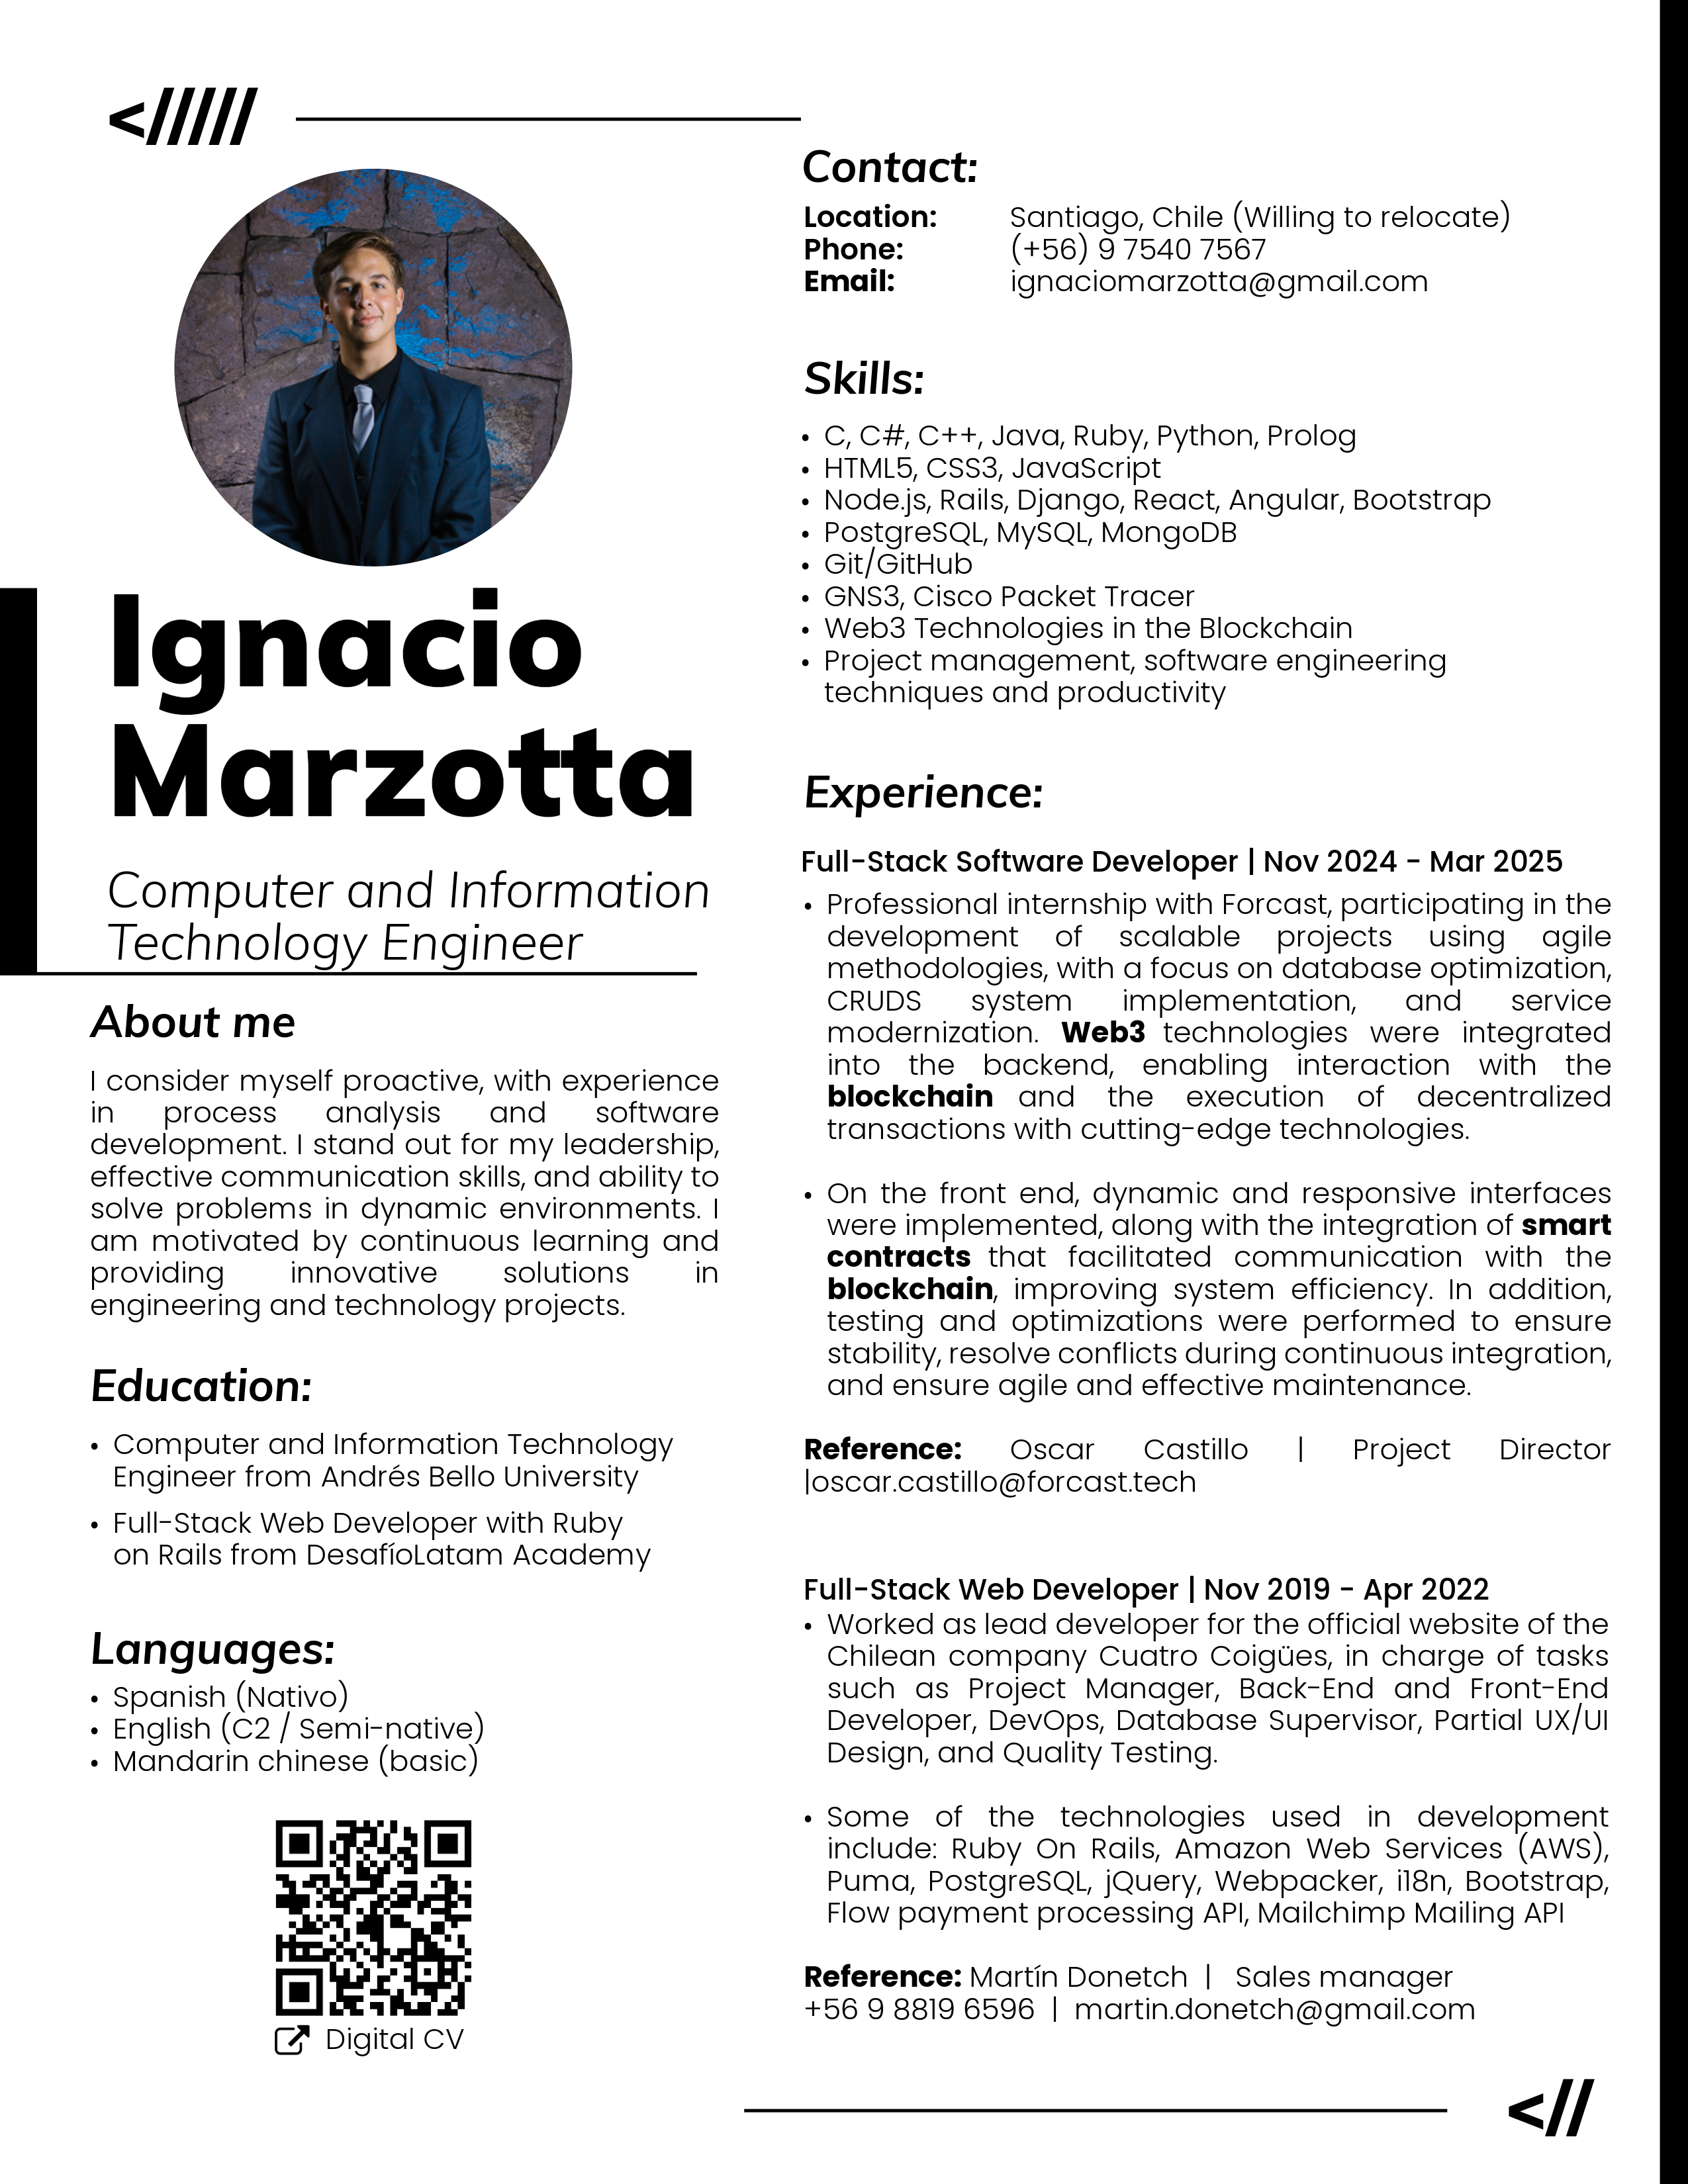 </////
Ignacio
Marzotta
Computer and Information
Technology Engineer
About me
I consider myself proactive, with experience
in process analysis and software
development. I stand out for my leadership,
effective communication skills, and ability to
solve problems in dynamic environments. I
am motivated by continuous learning and
providing innovative solutions in
engineering and technology projects.
Education:
• Computer and Information Technology
Engineer from Andrés Bello University
• Full-Stack Web Developer with Ruby
on Rails from DesafíoLatam Academy
Languages:
• Spanish (Nativo)
• English (C2 / Semi-native)
• Mandarin chinese (basic)
Digital CV
Contact:
Location: Santiago, Chile (Willing to relocate)
Phone: (+56) 9 7540 7567
Email: ignaciomarzotta@gmail.com
Skills:
• C, C#, C++, Java, Ruby, Python, Prolog
• HTML5, CSS3, JavaScript
• Node.js, Rails, Django, React, Angular, Bootstrap
• PostgreSQL, MySQL, MongoDB
• Git/GitHub
• GNS3, Cisco Packet Tracer
• Web3 Technologies in the Blockchain
• Project management, software engineering
techniques and productivity
Experience:
Full-Stack Software Developer | Nov 2024 - Mar 2025
• Professional internship with Forcast, participating in the
development of scalable projects using agile
methodologies, with a focus on database optimization,
CRUDS system implementation, and service
modernization. Web3 technologies were integrated
into the backend, enabling interaction with the
blockchain and the execution of decentralized
transactions with cutting-edge technologies.
• On the front end, dynamic and responsive interfaces
were implemented, along with the integration of smart
contracts that facilitated communication with the
blockchain, improving system efficiency. In addition,
testing and optimizations were performed to ensure
stability, resolve conflicts during continuous integration,
and ensure agile and effective maintenance.
Reference: Oscar Castillo | Project Director
|oscar.castillo@forcast.tech
Full-Stack Web Developer | Nov 2019 - Apr 2022
• Worked as lead developer for the official website of the
Chilean company Cuatro Coigües, in charge of tasks
such as Project Manager, Back-End and Front-End
Developer, DevOps, Database Supervisor, Partial UX/UI
Design, and Quality Testing.
• Some of the technologies used in development
include: Ruby On Rails, Amazon Web Services (AWS),
Puma, PostgreSQL, jQuery, Webpacker, i18n, Bootstrap,
Flow payment processing API, Mailchimp Mailing API
Reference: Martín Donetch | Sales manager
+56 9 8819 6596 | martin.donetch@gmail.com
<//